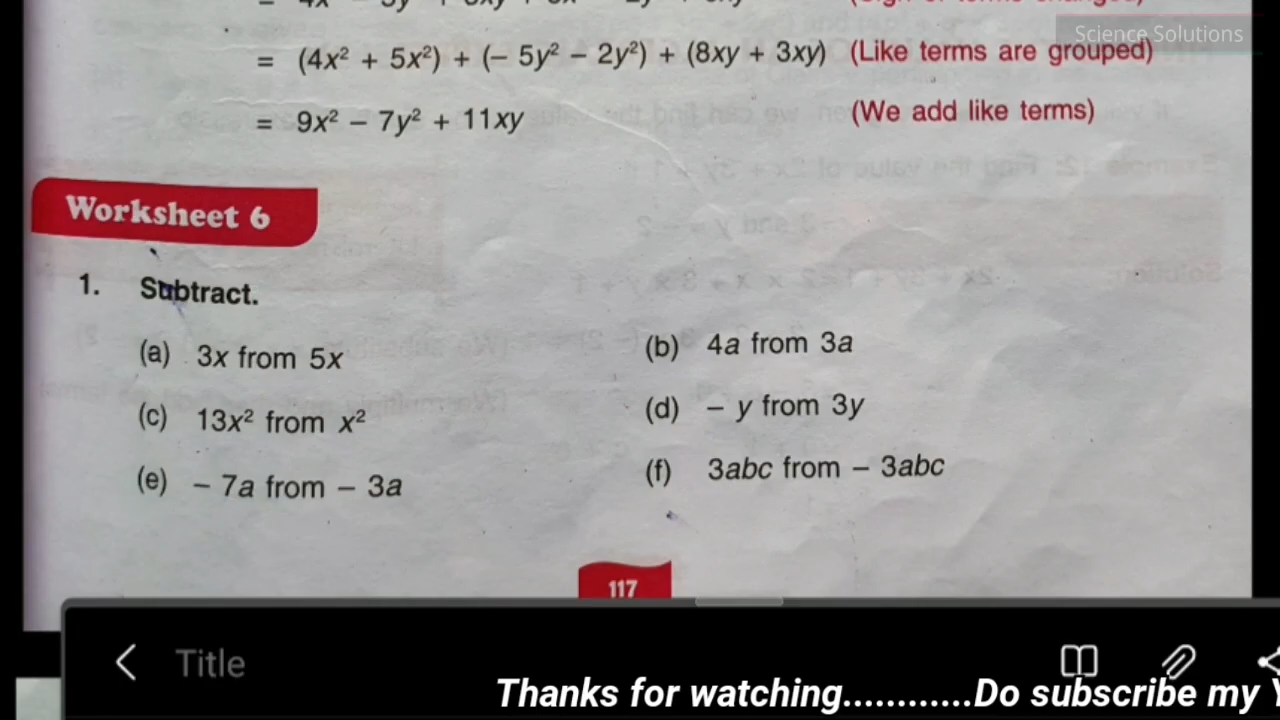 Science Solutions
= (4x² + 5x²) + (– 5y² – 2y²) + (8xy + 3xy) (Like terms are grouped)
= 9x² – 7y² + 11xy (We add like terms)
Worksheet 6
1. Subtract.
(a) 3x from 5x (b) 4a from 3a
(c) 13x² from x² (d) – y from 3y
(e) – 7a from – 3a (f) 3abc from – 3abc
117
Title
Thanks for watching............Do subscribe my